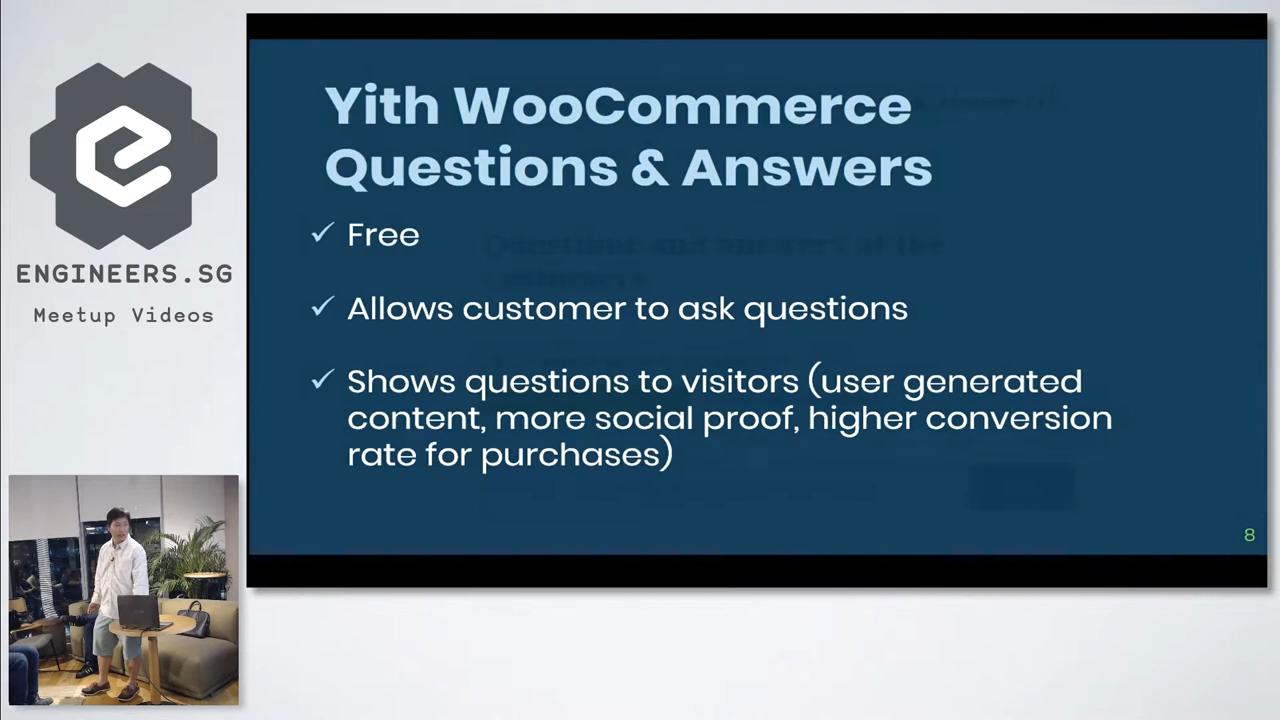 ENGINEERS.SG
Meetup Videos
Yith WooCommerce
Questions & Answers
✓ Free
✓ Allows customer to ask questions
✓ Shows questions to visitors (user generated
content, more social proof, higher conversion
rate for purchases)
8